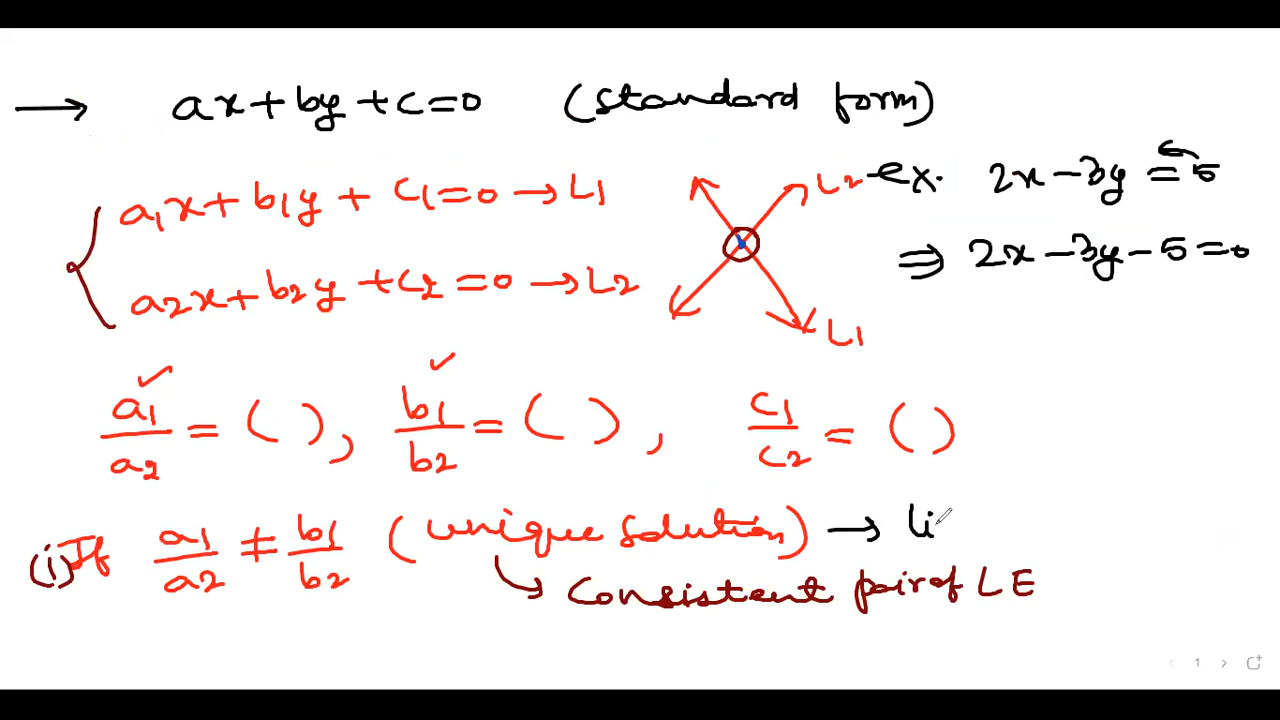 → ax+by+c=0 (standard form)
a1x+b1y+c1=0→L1
L2
ex. 2x-3y=5
a2x+b2y+c2=0→L2
⇒ 2x-3y-5=0
L1
a1/a2=( ), b1/b2=( ), c1/c2=( )
(i)If a1/a2≠b1/b2 (unique solution)→li
↳ Consistent pair of LE
1